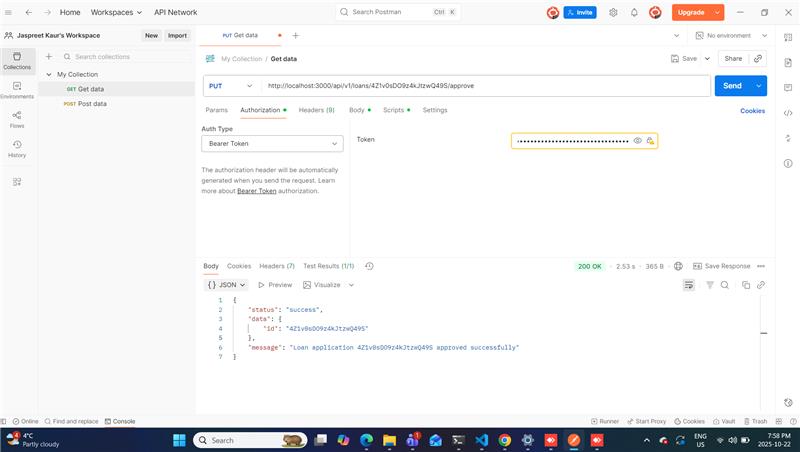 Home Workspaces API Network
Search Postman Ctrl K
Invite
Upgrade
Jaspreet Kaur's Workspace
New Import
PUT Get data
No environment
Collections
Search collections
My Collection
GET Get data
POST Post data
Environments
Flows
History
My Collection / Get data
Save Share
PUT http://localhost:3000/api/v1/loans/4Z1v0sDO9z4kJtzwQ49S/approve
Send
Params Authorization Headers (9) Body Scripts Settings
Cookies
Auth Type
Bearer Token
The authorization header will be automatically
generated when you send the request. Learn
more about Bearer Token authorization.
Token
Body Cookies Headers (7) Test Results (1/1)
200 OK • 2.53 s • 365 B
Save Response
{ } JSON Preview Visualize
1 {
2 "status": "success",
3 "data": {
4 "id": "4Z1v0sDO9z4kJtzwQ49S"
5 },
6 "message": "Loan application 4Z1v0sDO9z4kJtzwQ49S approved successfully"
7 }
Online Find and replace Console
Runner Start Proxy Cookies Vault Trash
4
4°C
Partly cloudy
Search
1
ENG
US
7:58 PM
2025-10-22